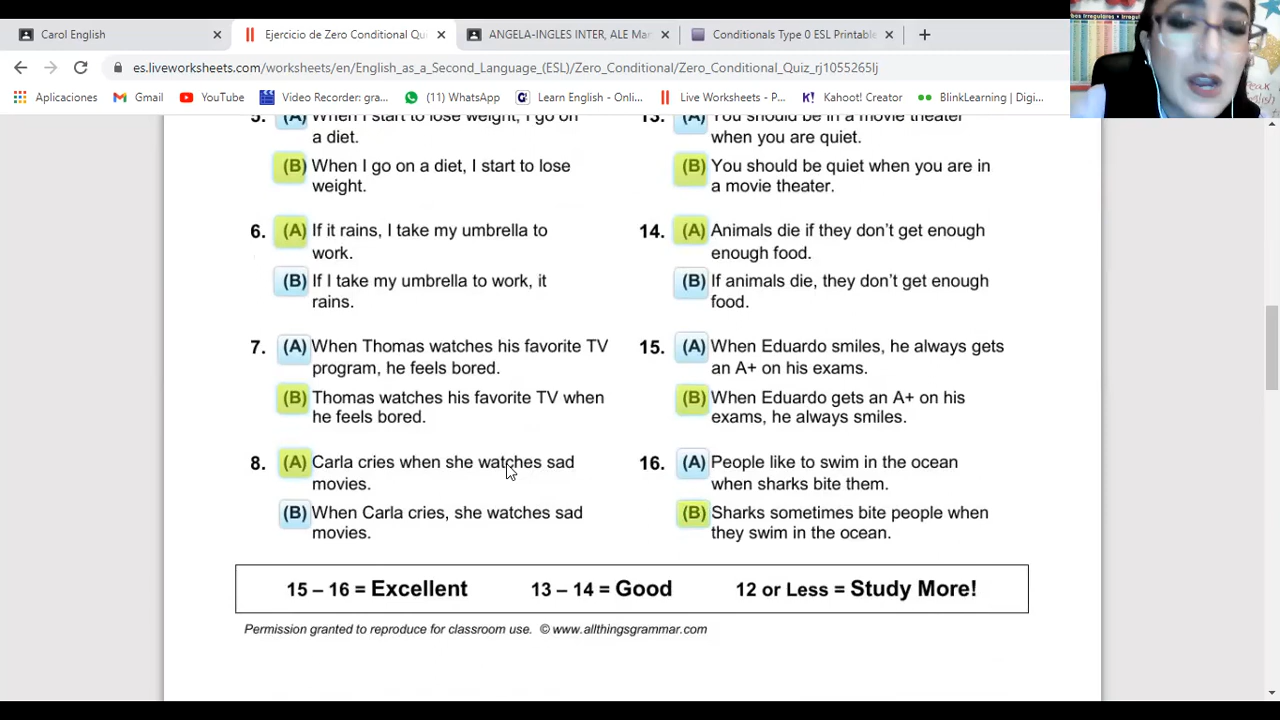 Carol English
Ejercicio de Zero Conditional Qu
ANGELA-INGLES INTER, ALE M
Conditionals Type 0 ESL Printable
es.liveworksheets.com/worksheets/en/English_as_a_Second_Language_(ESL)/Zero_Conditional/Zero_Conditional_Quiz_rj1055265lj
Aplicaciones
Gmail
YouTube
Video Recorder: gra...
(11) WhatsApp
Learn English - Onli...
Live Worksheets - P...
Kahoot! Creator
BlinkLearning | Digi...
5. (A) When I start to lose weight, I go on
a diet.
(B) When I go on a diet, I start to lose
weight.
6. (A) If it rains, I take my umbrella to
work.
(B) If I take my umbrella to work, it
rains.
7. (A) When Thomas watches his favorite TV
program, he feels bored.
(B) Thomas watches his favorite TV when
he feels bored.
8. (A) Carla cries when she watches sad
movies.
(B) When Carla cries, she watches sad
movies.
13. (A) You should be in a movie theater
when you are quiet.
(B) You should be quiet when you are in
a movie theater.
14. (A) Animals die if they don't get enough
enough food.
(B) If animals die, they don't get enough
food.
15. (A) When Eduardo smiles, he always gets
an A+ on his exams.
(B) When Eduardo gets an A+ on his
exams, he always smiles.
16. (A) People like to swim in the ocean
when sharks bite them.
(B) Sharks sometimes bite people when
they swim in the ocean.
15 – 16 = Excellent
13 – 14 = Good
12 or Less = Study More!
Permission granted to reproduce for classroom use. © www.allthingsgrammar.com